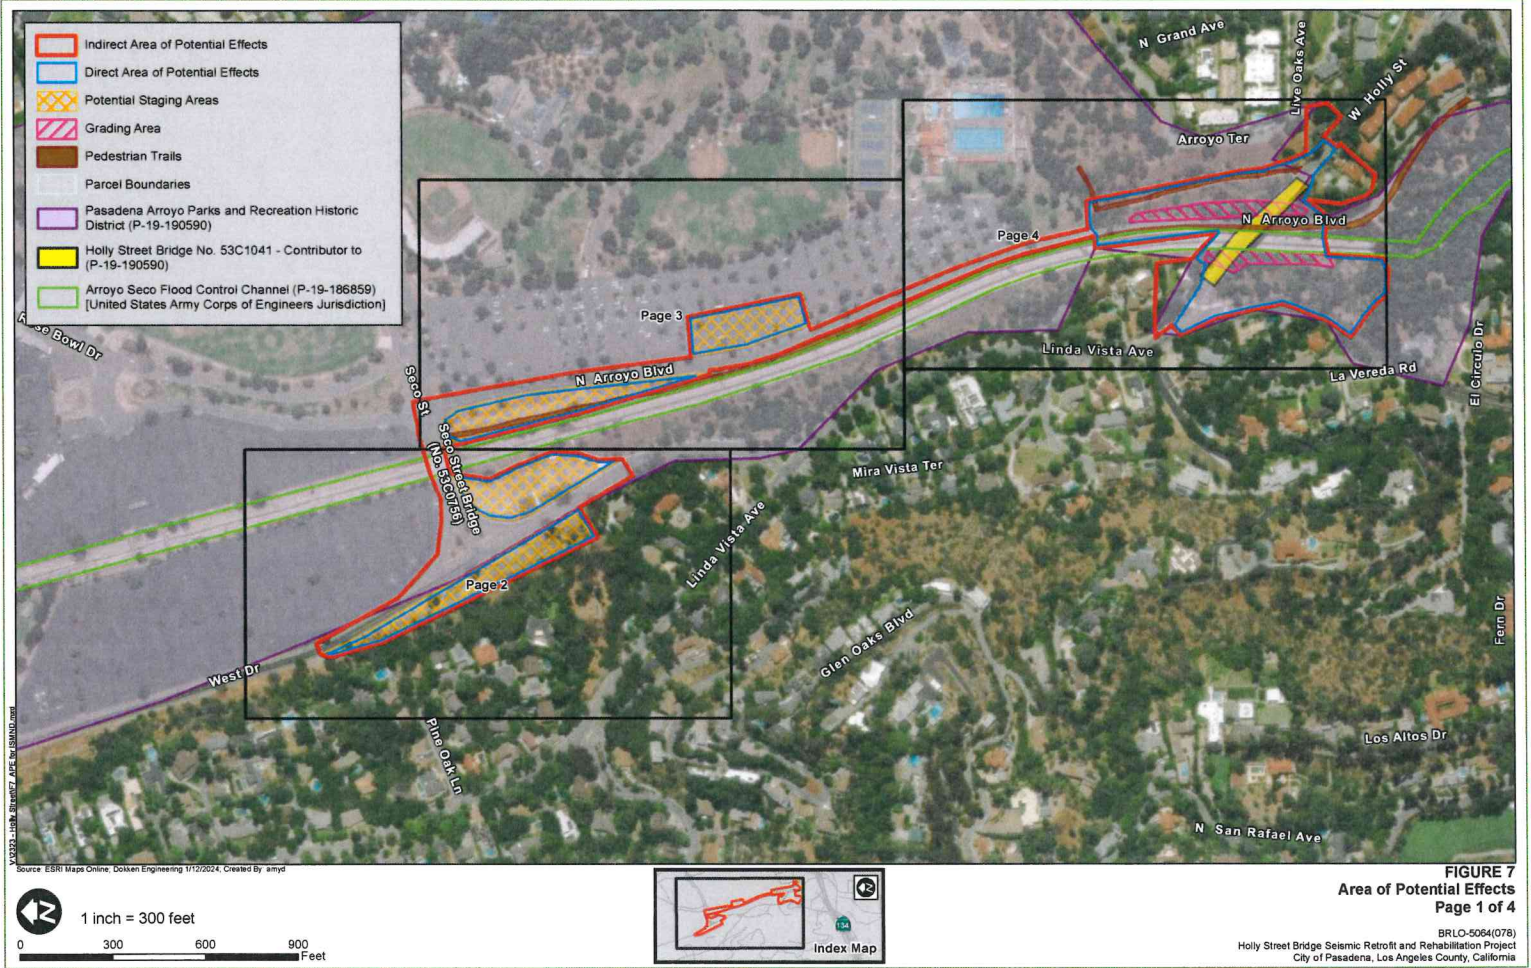 Indirect Area of Potential Effects
Direct Area of Potential Effects
Potential Staging Areas
Grading Area
Pedestrian Trails
Parcel Boundaries
Pasadena Arroyo Parks and Recreation Historic
District (P-19-190590)
Holly Street Bridge No. 53C1041 - Contributor to
(P-19-190590)
Arroyo Seco Flood Control Channel (P-19-186859)
[United States Army Corps of Engineers Jurisdiction]
N Grand Ave
Live Oaks Ave
W Holly St
Arroyo Ter
N Arroyo Blvd
Page 4
Page 3
Rose Bowl Dr
Linda Vista Ave
La Vereda Rd
El Circulo Dr
N Arroyo Blvd
Seco St
Seco Street Bridge
(No. 53C0756)
Mira Vista Ter
Linda Vista Ave
Page 2
Glen Oaks Blvd
Fern Dr
West Dr
Pine Oak Ln
Los Altos Dr
N San Rafael Ave
Source: ESRI Maps Online; Dokken Engineering 1/12/2024; Created By: amyd
N
1 inch = 300 feet
0 300 600 900
Feet
N
134
Index Map
FIGURE 7
Area of Potential Effects
Page 1 of 4
BRLO-5064(078)
Holly Street Bridge Seismic Retrofit and Rehabilitation Project
City of Pasadena, Los Angeles County, California